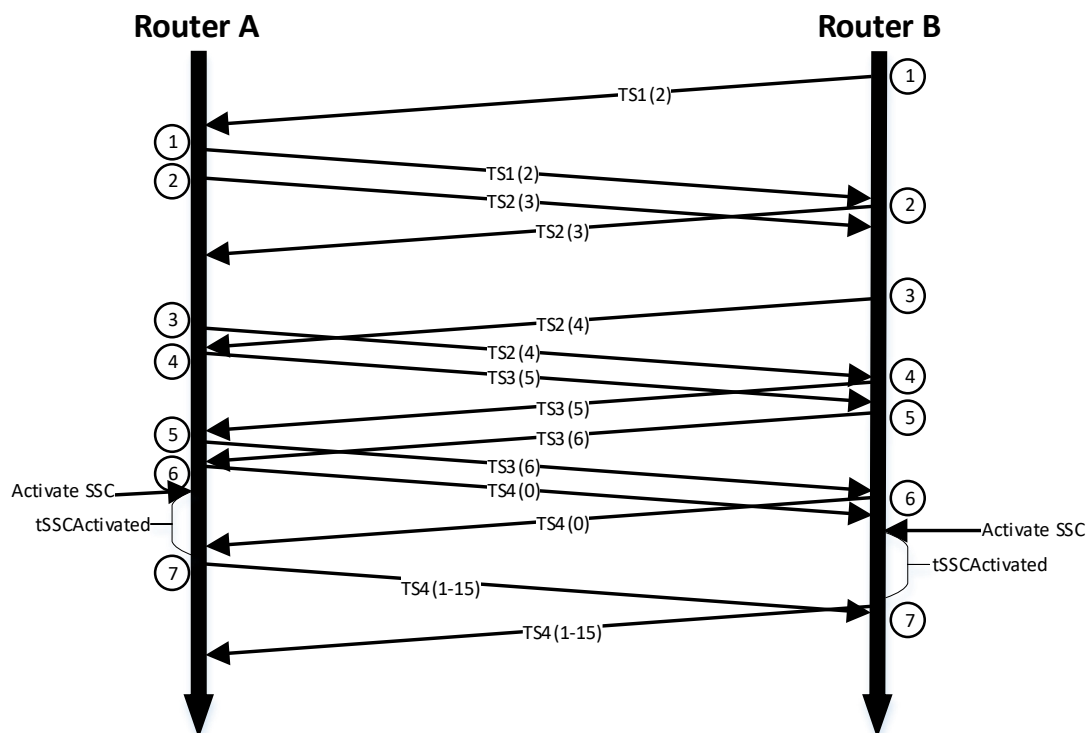 Router A
Router B
1
TS1(2)
1
TS1(2)
2
TS2(3)
2
TS2(3)
3
3
TS2(4)
TS2(4)
4
4
TS3(5)
TS3(5)
5
5
TS3(6)
TS3(6)
6
6
Activate SSC
TS4(0)
TS4(0)
tSSCActivated
Activate SSC
tSSCActivated
7
TS4(1-15)
7
TS4(1-15)